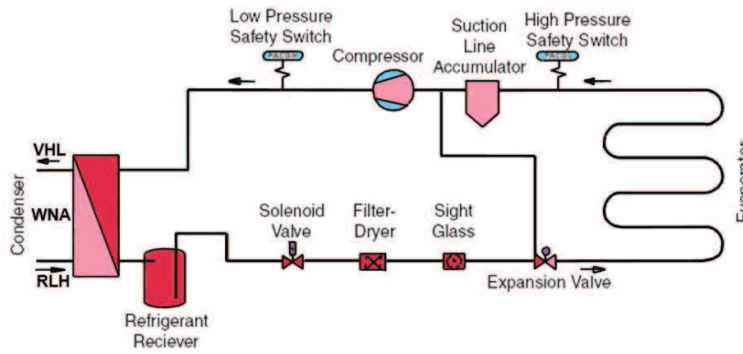 Low Pressure
Safety Switch
Compressor
Suction
Line
Accumulator
High Pressure
Safety Switch
VHL
WNA
RLH
Condenser
Solenoid
Valve
Filter-
Dryer
Sight
Glass
Expansion Valve
Evaporator
Refrigerant
Reciever